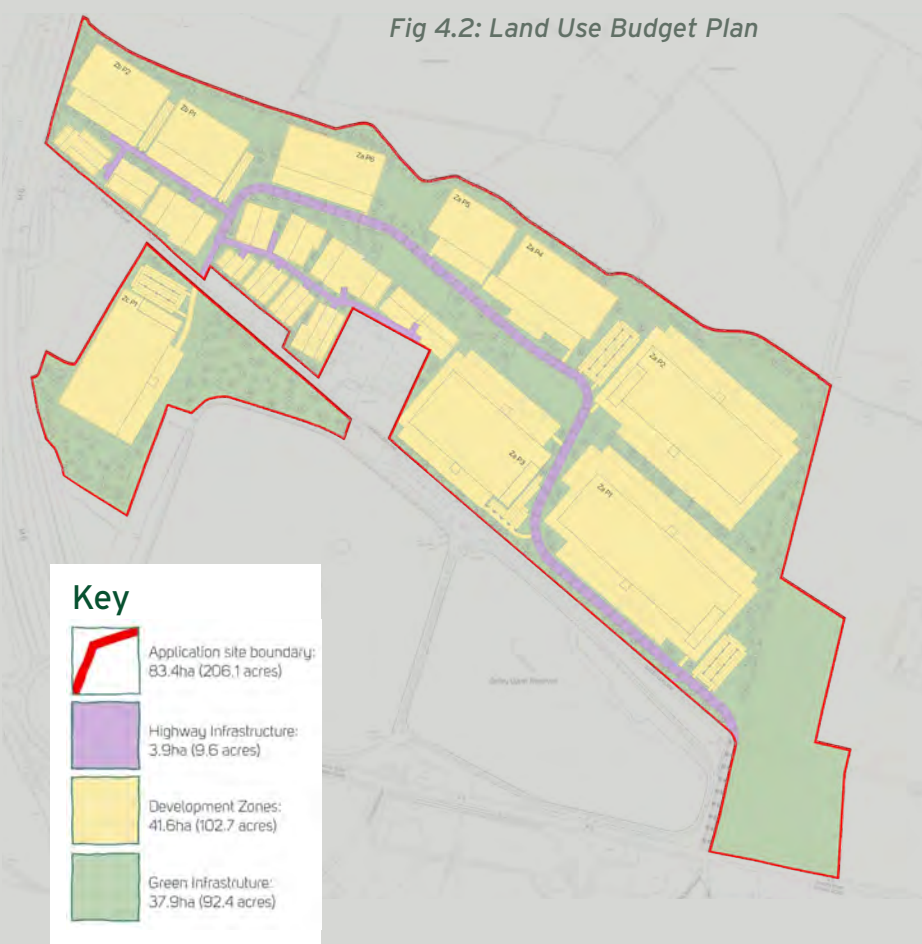 Fig 4.2: Land Use Budget Plan
Zb P2
Zb P1
Za P6
Za P5
Za P4
Zc P1
Za P2
Za P3
Za P1
M6
M6
Key
Application site boundary:
83.4ha (206.1 acres)
Highway Infrastructure:
3.9ha (9.6 acres)
Development Zones:
41.6ha (102.7 acres)
Green Infrastruture:
37.9ha (92.4 acres)